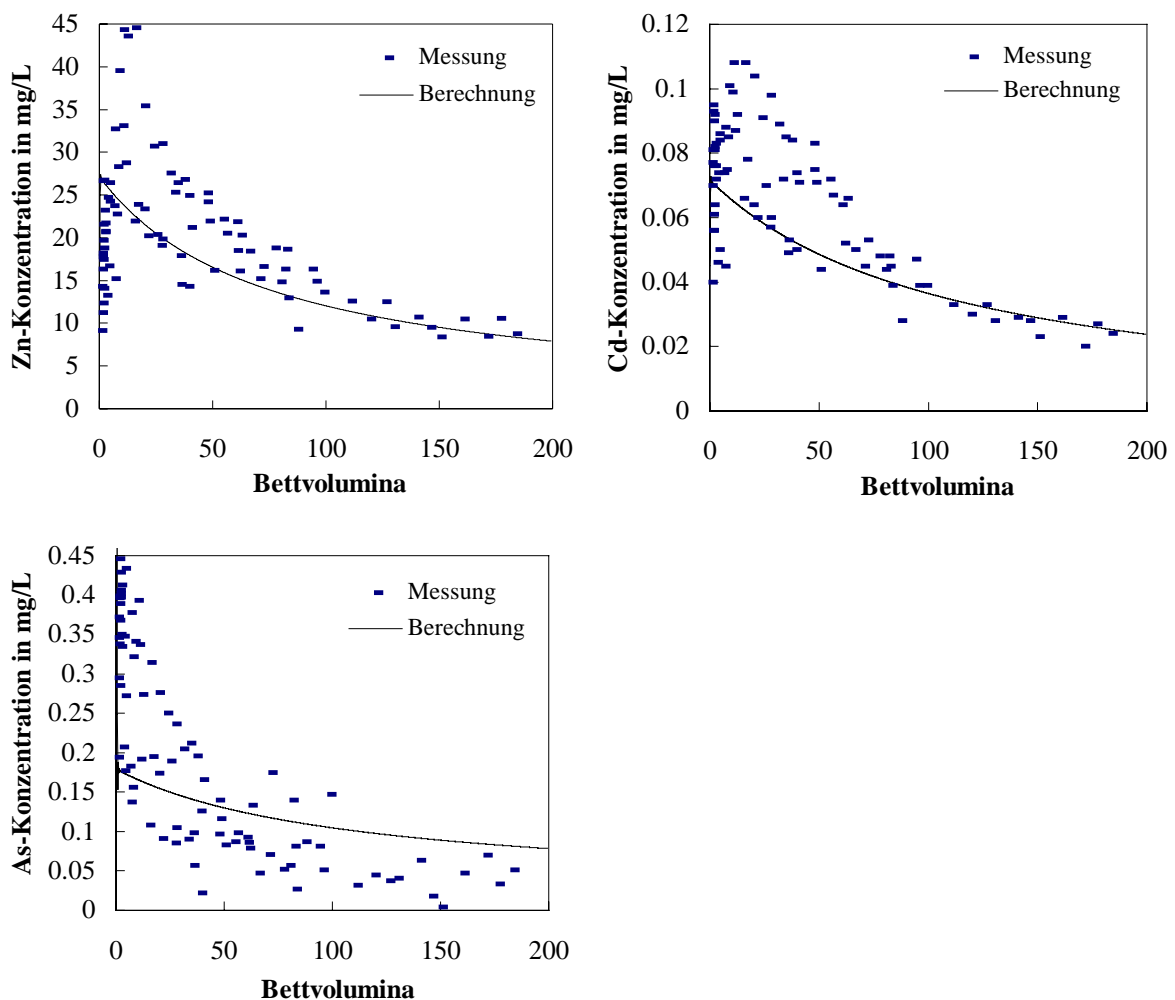 Zn-Konzentration in mg/L
45
40
35
30
25
20
15
10
5
0
0 50 100 150 200
Bettvolumina
Messung
Berechnung
Cd-Konzentration in mg/L
0.12
0.1
0.08
0.06
0.04
0.02
0
0 50 100 150 200
Bettvolumina
Messung
Berechnung
As-Konzentration in mg/L
0.45
0.4
0.35
0.3
0.25
0.2
0.15
0.1
0.05
0
0 50 100 150 200
Bettvolumina
Messung
Berechnung